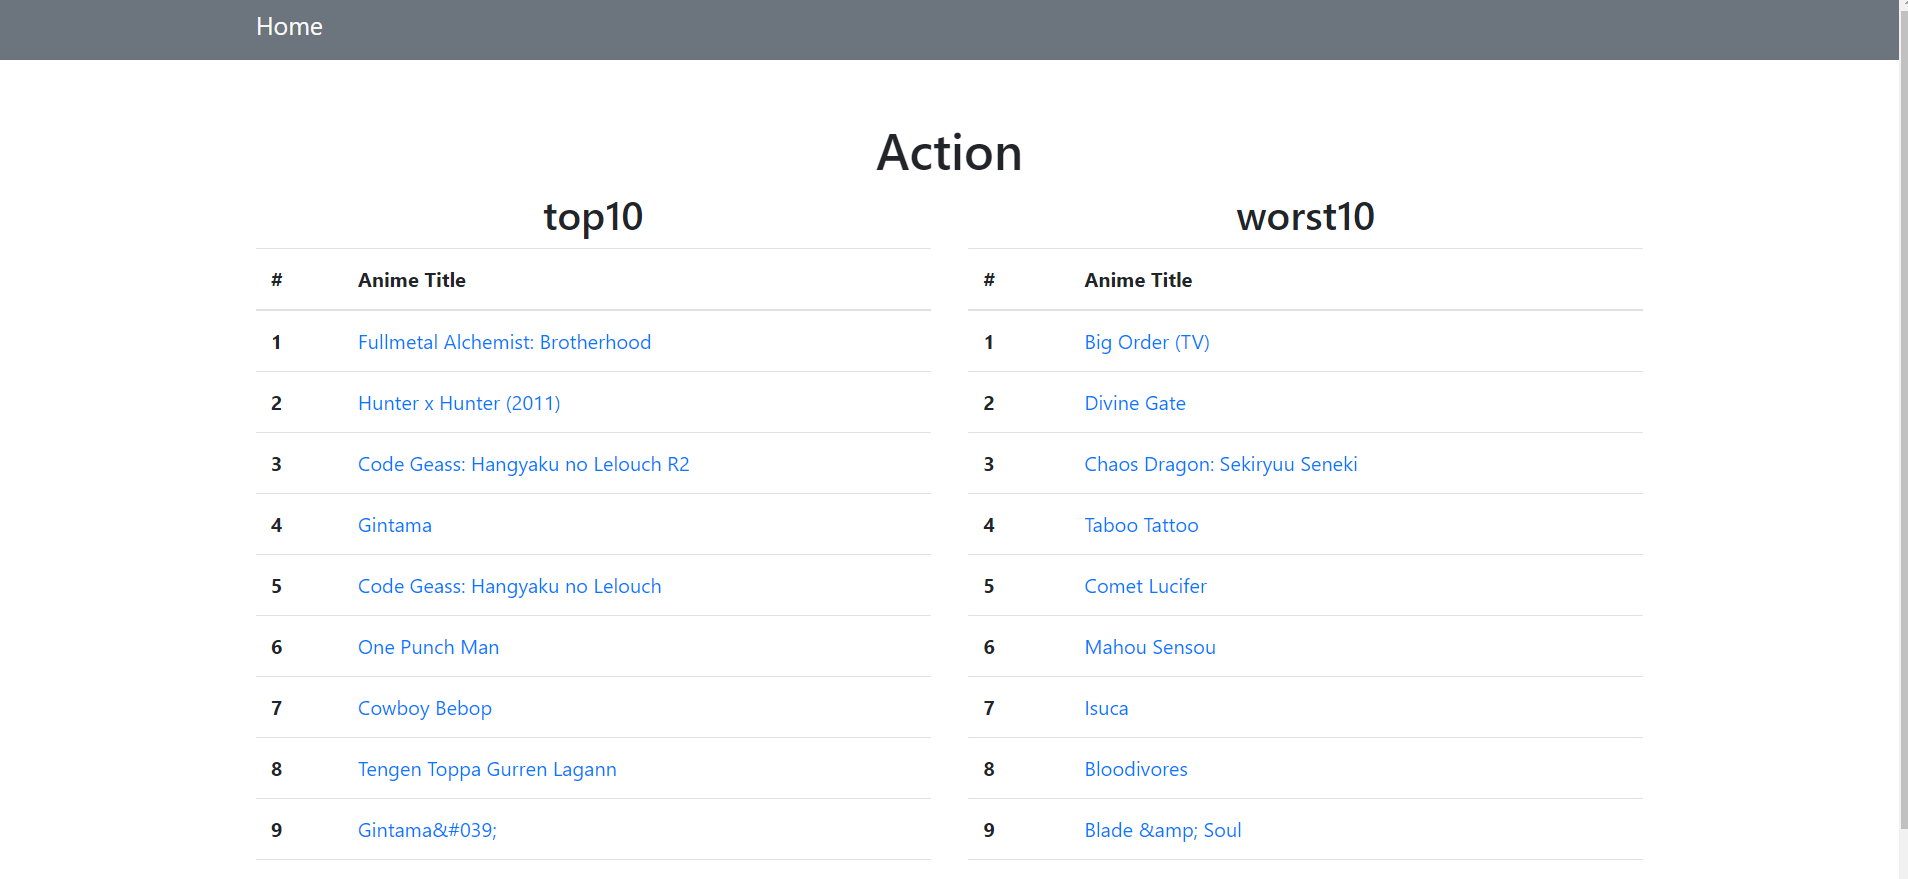 Home
Action
top10
# Anime Title
1 Fullmetal Alchemist: Brotherhood
2 Hunter x Hunter (2011)
3 Code Geass: Hangyaku no Lelouch R2
4 Gintama
5 Code Geass: Hangyaku no Lelouch
6 One Punch Man
7 Cowboy Bebop
8 Tengen Toppa Gurren Lagann
9 Gintama&#039;
worst10
# Anime Title
1 Big Order (TV)
2 Divine Gate
3 Chaos Dragon: Sekiryuu Seneki
4 Taboo Tattoo
5 Comet Lucifer
6 Mahou Sensou
7 Isuca
8 Bloodivores
9 Blade &amp; Soul